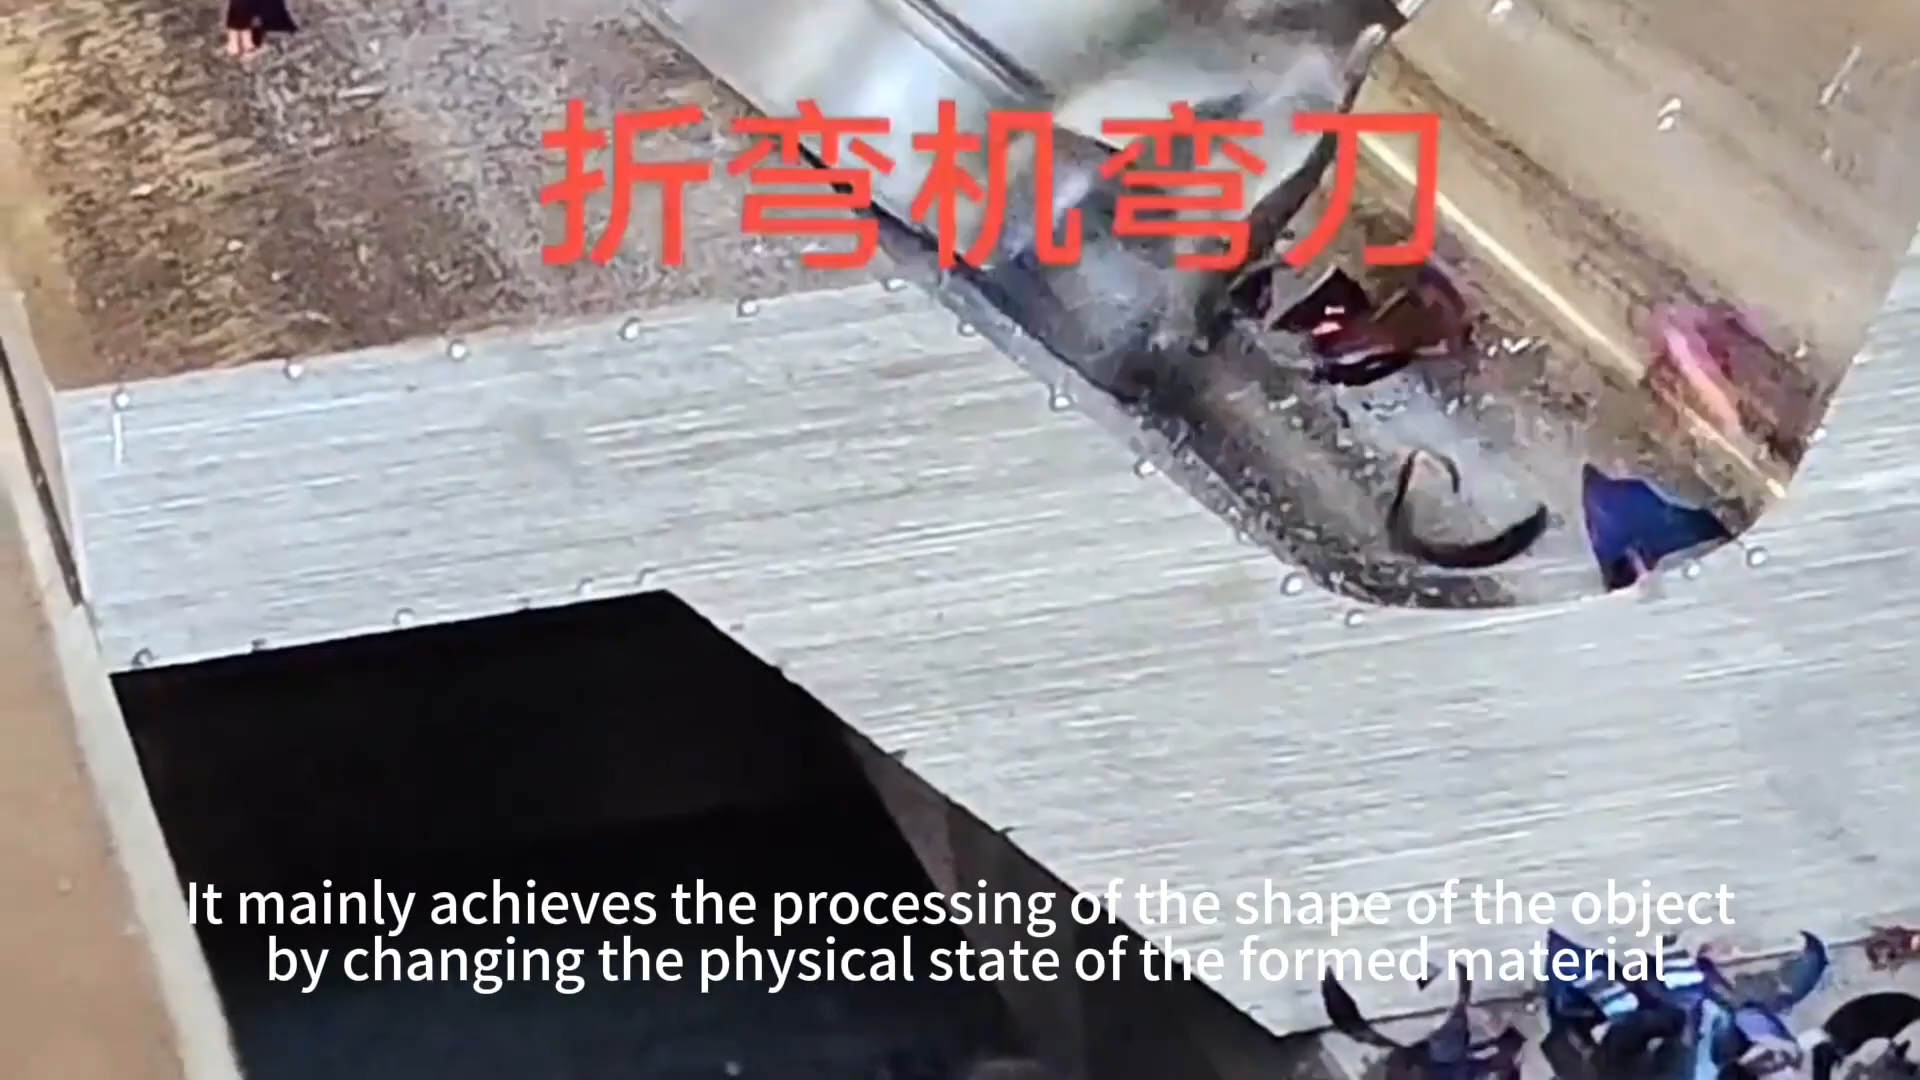 折弯机弯刀
It mainly achieves the processing of the shape of the object
by changing the physical state of the formed material